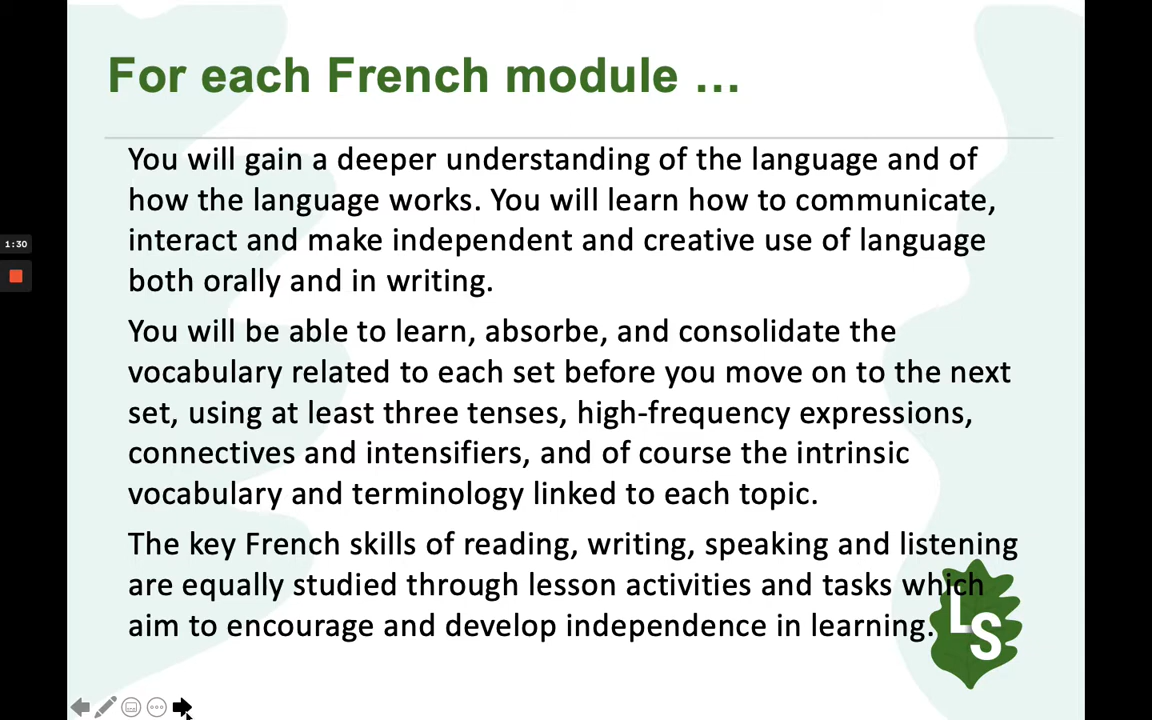 For each French module ...
You will gain a deeper understanding of the language and of
how the language works. You will learn how to communicate,
interact and make independent and creative use of language
both orally and in writing.
You will be able to learn, absorbe, and consolidate the
vocabulary related to each set before you move on to the next
set, using at least three tenses, high-frequency expressions,
connectives and intensifiers, and of course the intrinsic
vocabulary and terminology linked to each topic.
The key French skills of reading, writing, speaking and listening
are equally studied through lesson activities and tasks which
aim to encourage and develop independence in learning.
LS
1:30